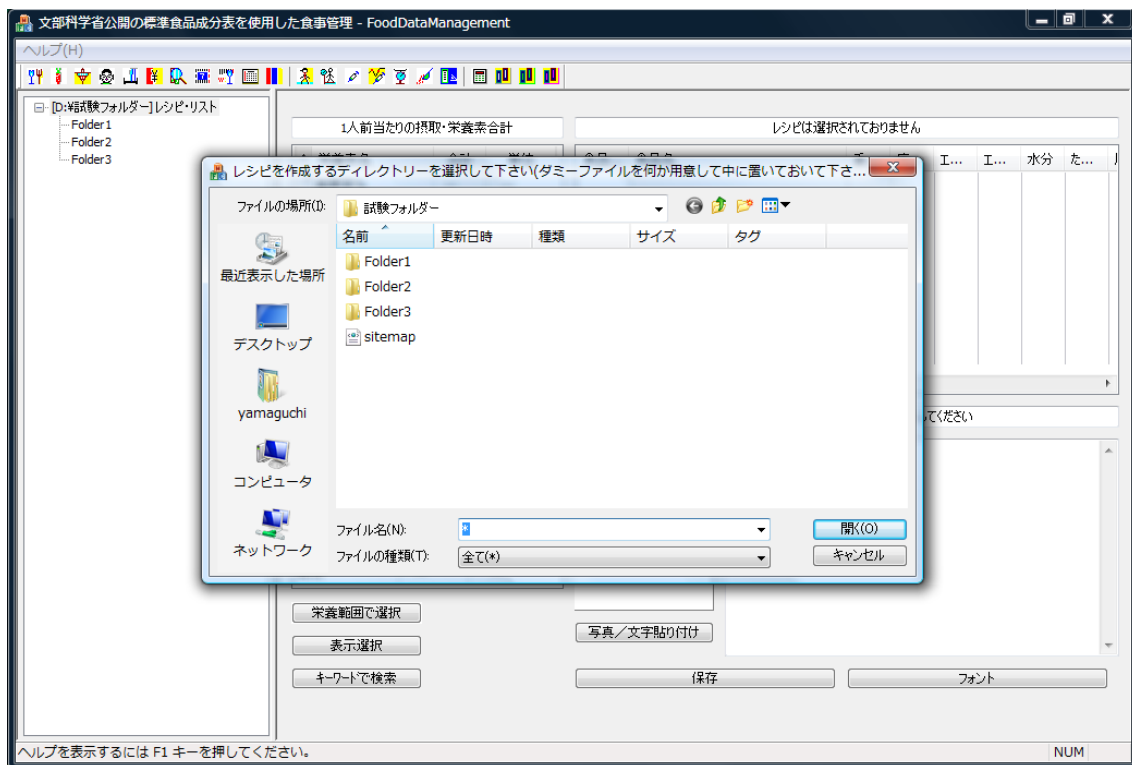 文部科学省公開の標準食品成分表を使用した食事管理 - FoodDataManagement
ヘルプ(H)
[D:¥試験フォルダー]レシピ・リスト
Folder1
Folder2
Folder3
1人前当たりの摂取・栄養素合計
レシピは選択されておりません
エ... エ... 水分 た...
レシピを作成するディレクトリーを選択して下さい(ダミーファイルを何か用意して中に置いておいて下さ...
ファイルの場所(I):
試験フォルダー
名前 更新日時 種類 サイズ タグ
Folder1
Folder2
Folder3
sitemap
最近表示した場所
デスクトップ
yamaguchi
コンピュータ
ネットワーク
てください
ファイル名(N):
*
開く(O)
ファイルの種類(T):
全て(*)
キャンセル
栄養範囲で選択
表示選択
キーワードで検索
写真／文字貼り付け
保存
フォント
ヘルプを表示するには F1 キーを押してください。
NUM